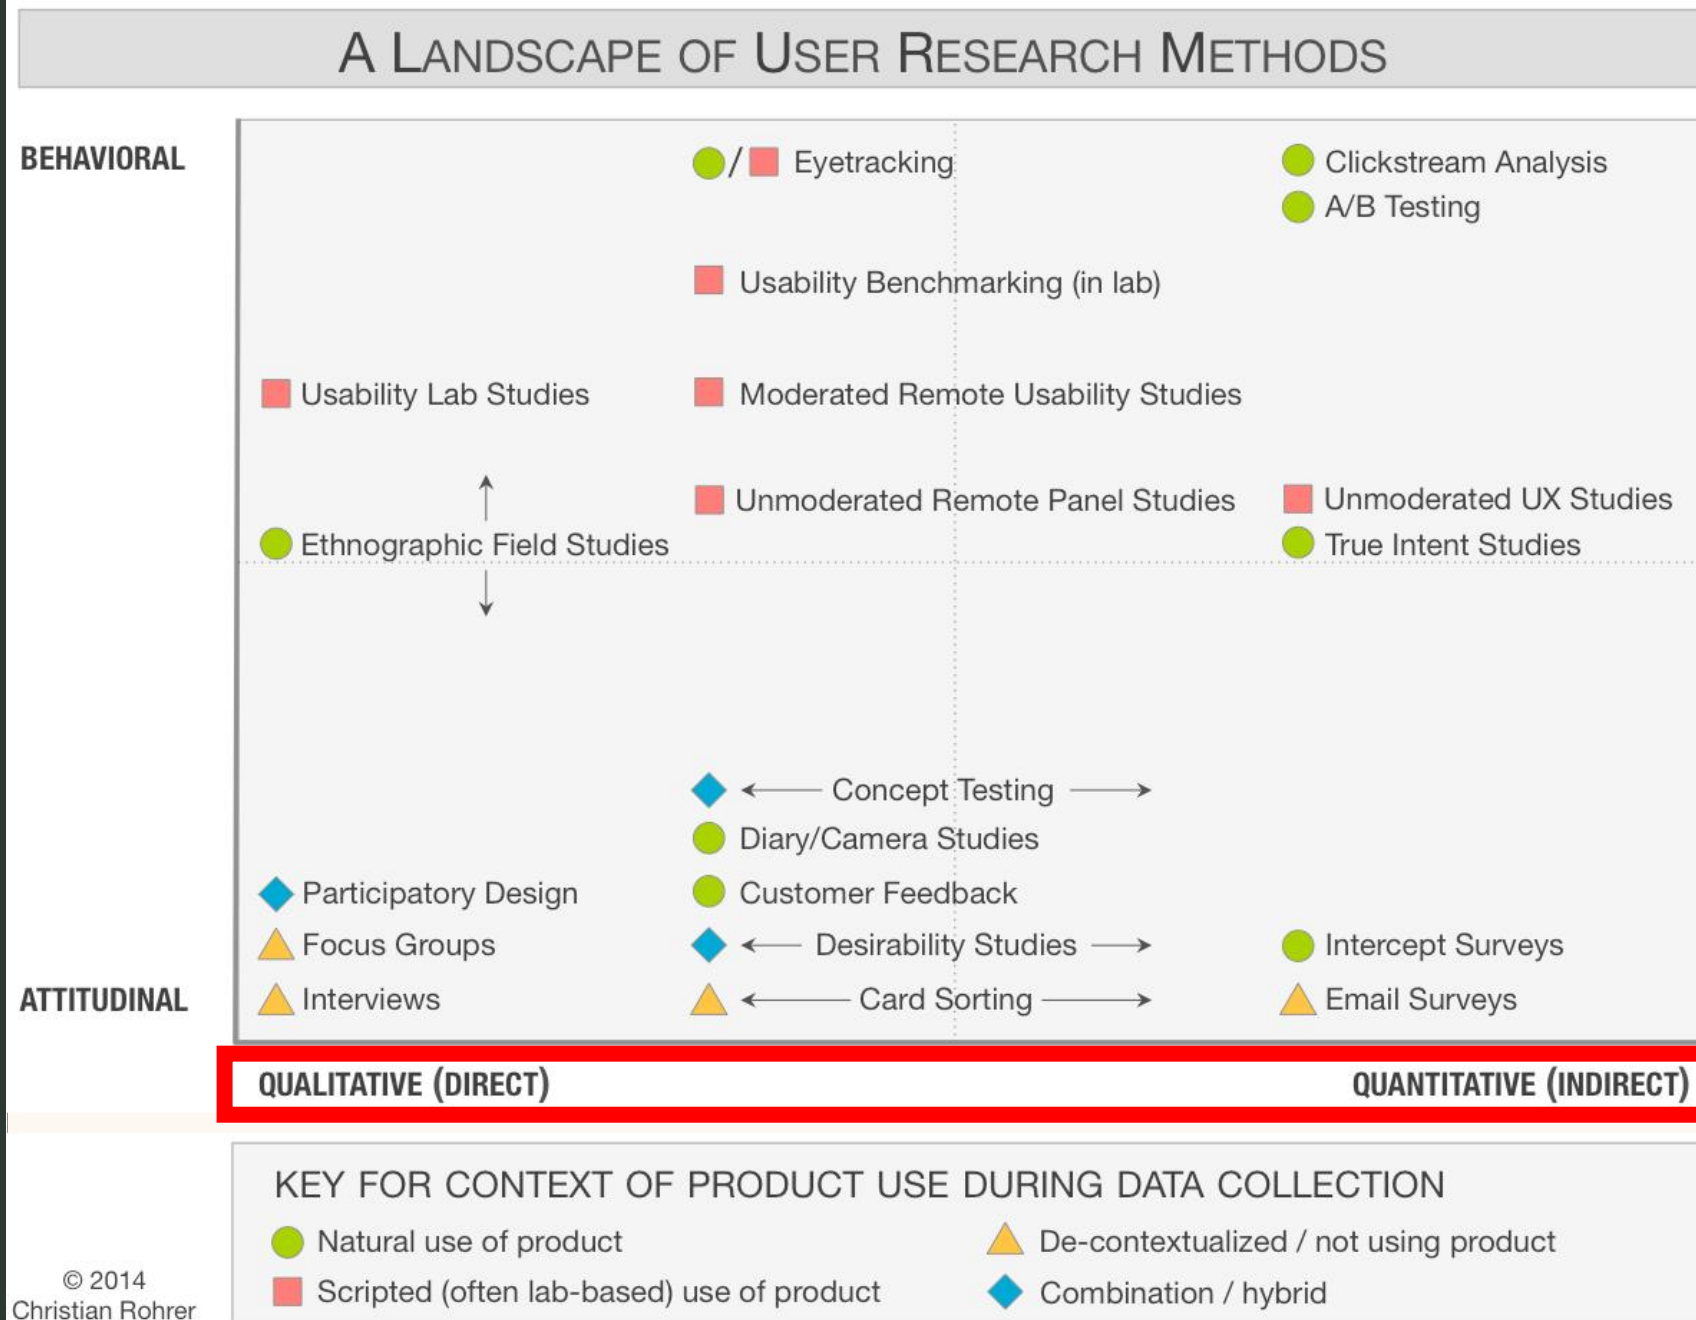 A LANDSCAPE OF USER RESEARCH METHODS
BEHAVIORAL
/ Eyetracking
Clickstream Analysis
A/B Testing
Usability Benchmarking (in lab)
Usability Lab Studies
Moderated Remote Usability Studies
Unmoderated Remote Panel Studies
Unmoderated UX Studies
Ethnographic Field Studies
True Intent Studies
Concept Testing
Diary/Camera Studies
Participatory Design
Customer Feedback
Focus Groups
Desirability Studies
Intercept Surveys
ATTITUDINAL
Interviews
Card Sorting
Email Surveys
QUALITATIVE (DIRECT)
QUANTITATIVE (INDIRECT)
KEY FOR CONTEXT OF PRODUCT USE DURING DATA COLLECTION
Natural use of product
De-contextualized / not using product
Scripted (often lab-based) use of product
Combination / hybrid
© 2014
Christian Rohrer